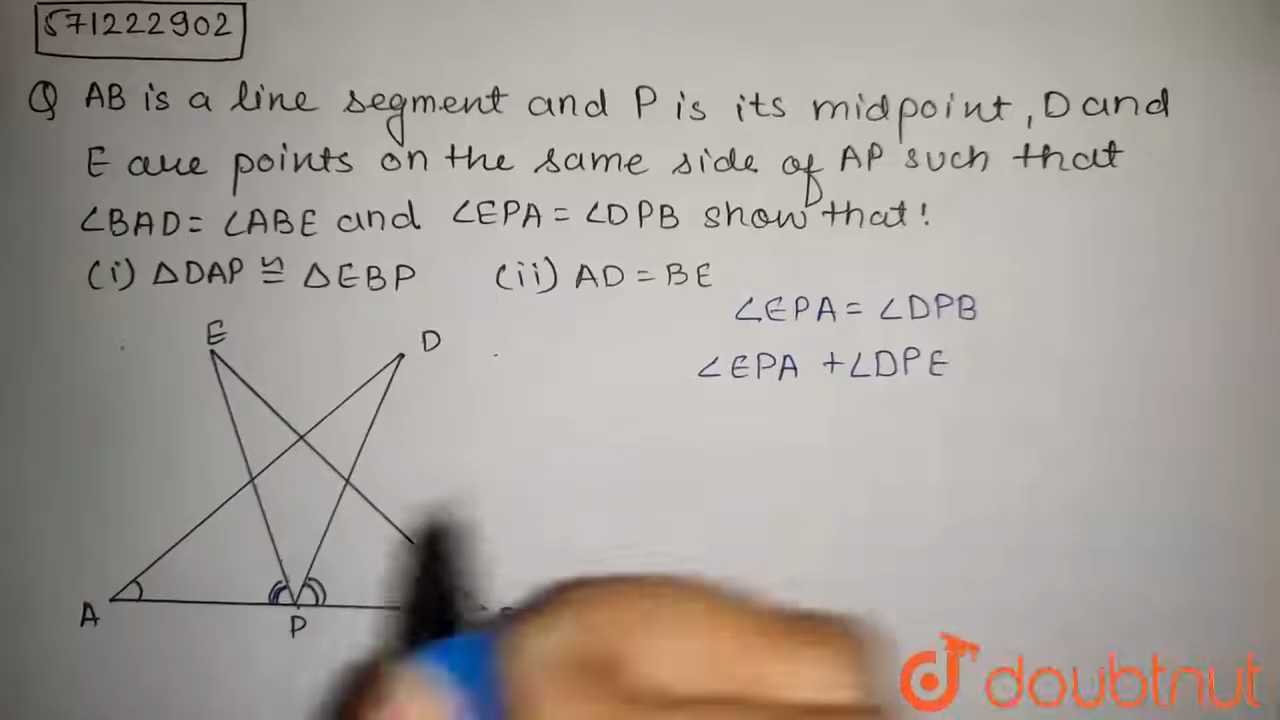 571222902
Q AB is a line segment and P is its midpoint, D and
E are points on the same side of AP such that
∠BAD = ∠ABE and ∠EPA = ∠DPB show that!
(i) △DAP ≅ △EBP (ii) AD = BE
∠EPA = ∠DPB
∠EPA + ∠DPE
E D
A P
doubtnut